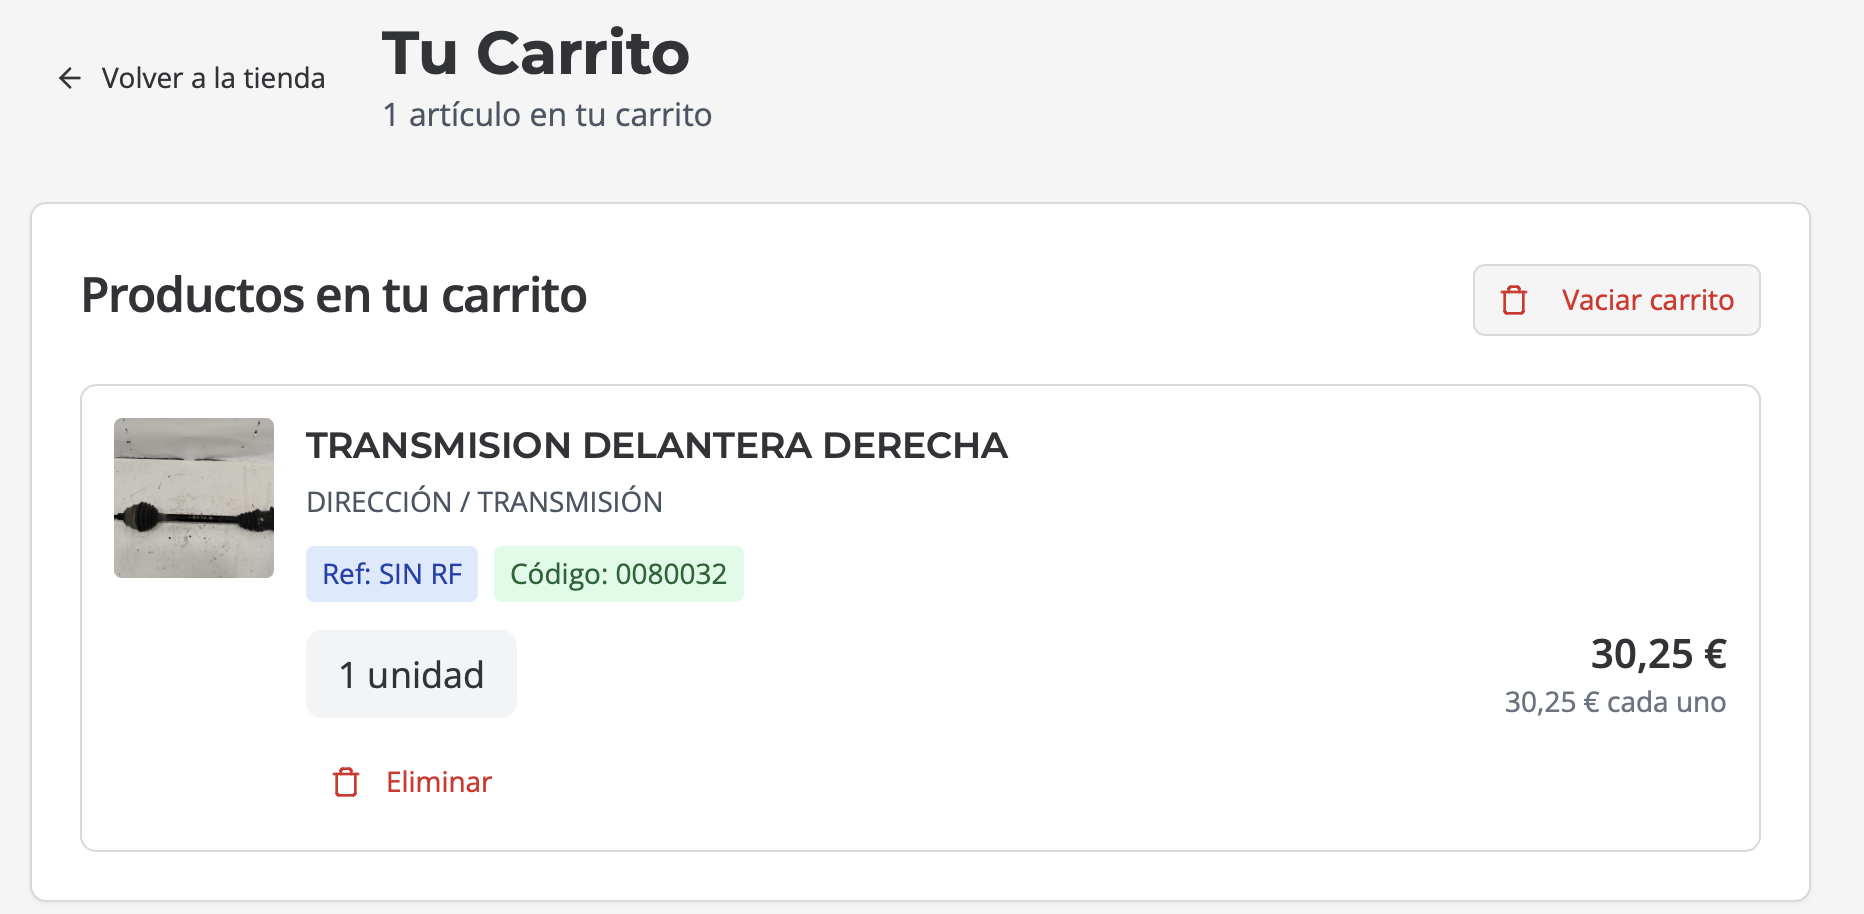 Volver a la tienda
Tu Carrito
1 artículo en tu carrito
Productos en tu carrito
Vaciar carrito
TRANSMISION DELANTERA DERECHA
DIRECCIÓN / TRANSMISIÓN
Ref: SIN RF
Código: 0080032
1 unidad
30,25 €
30,25 € cada uno
Eliminar